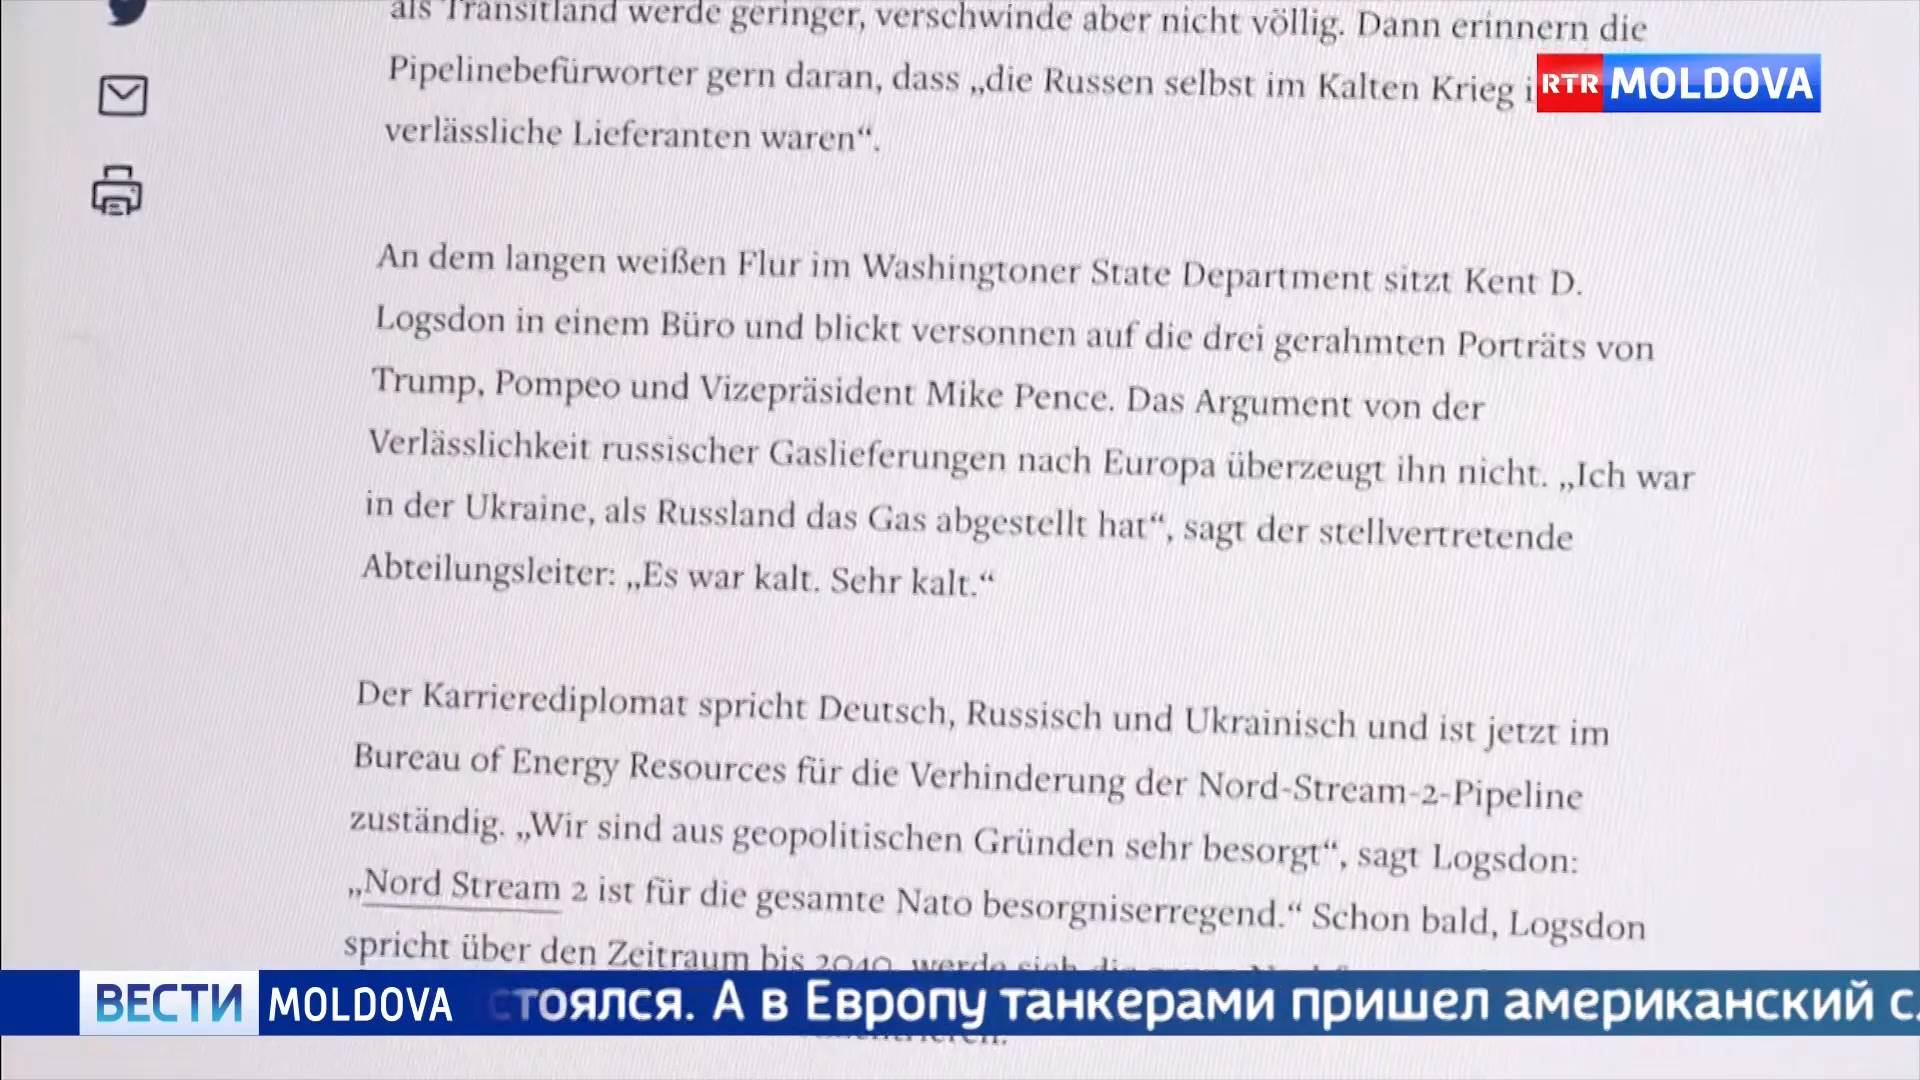 als Transitland werde geringer, verschwinde aber nicht völlig. Dann erinnern die
Pipelinebefürworter gern daran, dass „die Russen selbst im Kalten Krieg
RTR MOLDOVA
verlässliche Lieferanten waren“.
An dem langen weißen Flur im Washingtoner State Department sitzt Kent D.
Logsdon in einem Büro und blickt versonnen auf die drei gerahmten Porträts von
Trump, Pompeo und Vizepräsident Mike Pence. Das Argument von der
Verlässlichkeit russischer Gaslieferungen nach Europa überzeugt ihn nicht. „Ich war
in der Ukraine, als Russland das Gas abgestellt hat“, sagt der stellvertretende
Abteilungsleiter: „Es war kalt. Sehr kalt.“
Der Karrierediplomat spricht Deutsch, Russisch und Ukrainisch und ist jetzt im
Bureau of Energy Resources für die Verhinderung der Nord-Stream-2-Pipeline
zuständig. „Wir sind aus geopolitischen Gründen sehr besorgt“, sagt Logsdon:
„Nord Stream 2 ist für die gesamte Nato besorgniserregend.“ Schon bald, Logsdon
spricht über den Zeitraum bis 2040, werde sich die
ВЕСТИ MOLDOVA стоялся. А в Европу танкерами пришел американский